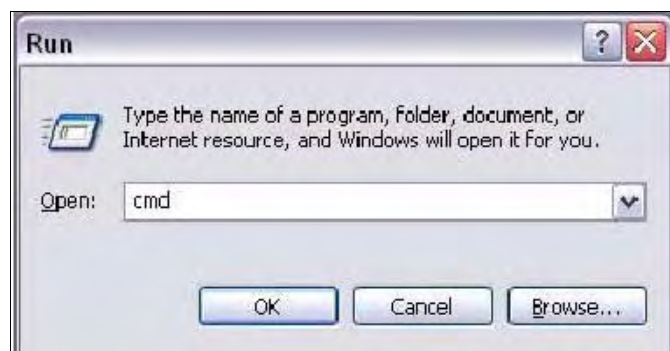 Run
?
Type the name of a program, folder, document, or
Internet resource, and Windows will open it for you.
Open:
cmd
OK
Cancel
Browse...